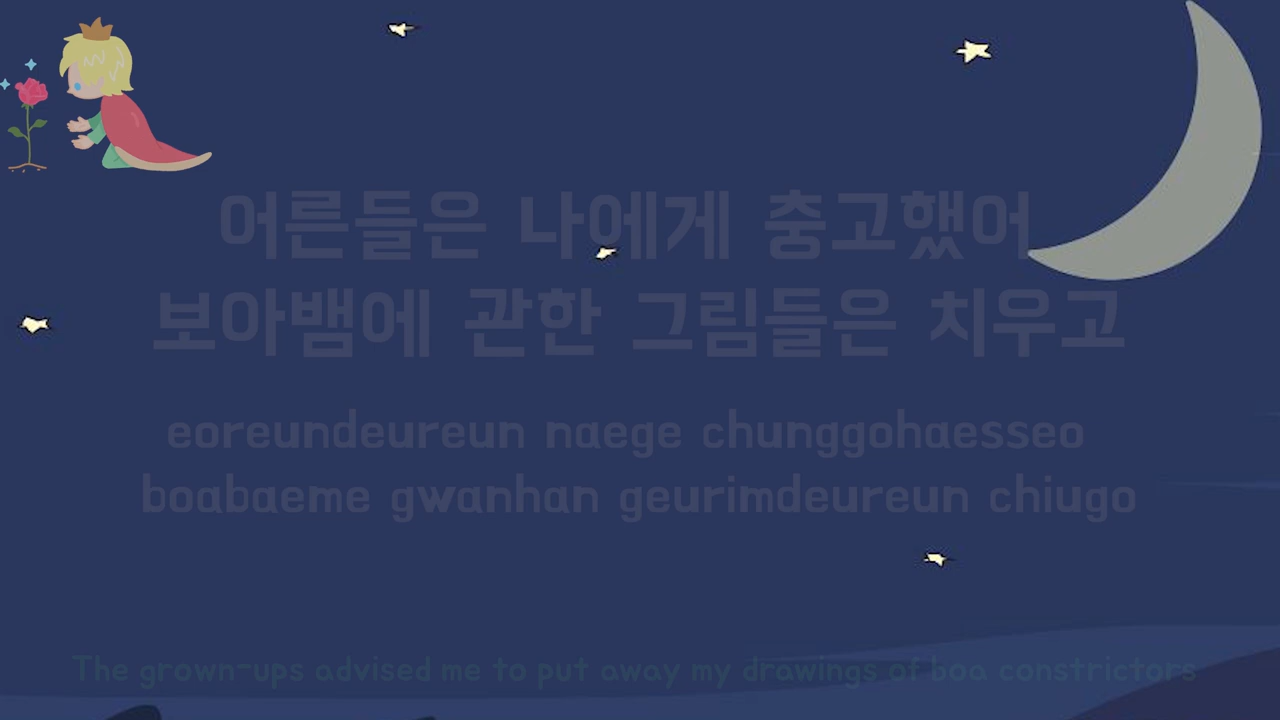 어른들은 나에게 충고했어
보아뱀에 관한 그림들은 치우고
eoreundeureun naege chunggohaesseo
boabaeme gwanhan geurimdeureun chiugo
The grown-ups advised me to put away my drawings of boa constrictors